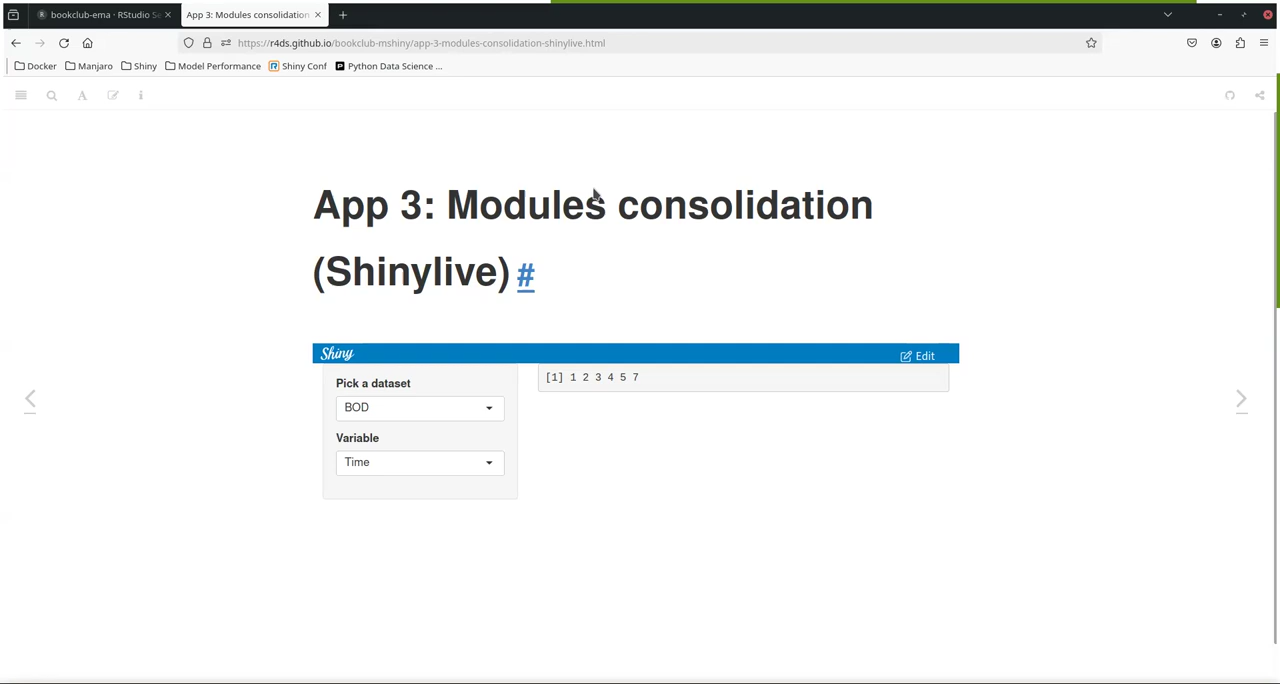 bookclub-ema · RStudio Se
App 3: Modules consolidation
https://r4ds.github.io/bookclub-mshiny/app-3-modules-consolidation-shinylive.html
Docker Manjaro Shiny Model Performance Shiny Conf Python Data Science ...
App 3: Modules consolidation
(Shinylive) #
Shiny Edit
Pick a dataset
BOD
Variable
Time
[1] 1 2 3 4 5 7